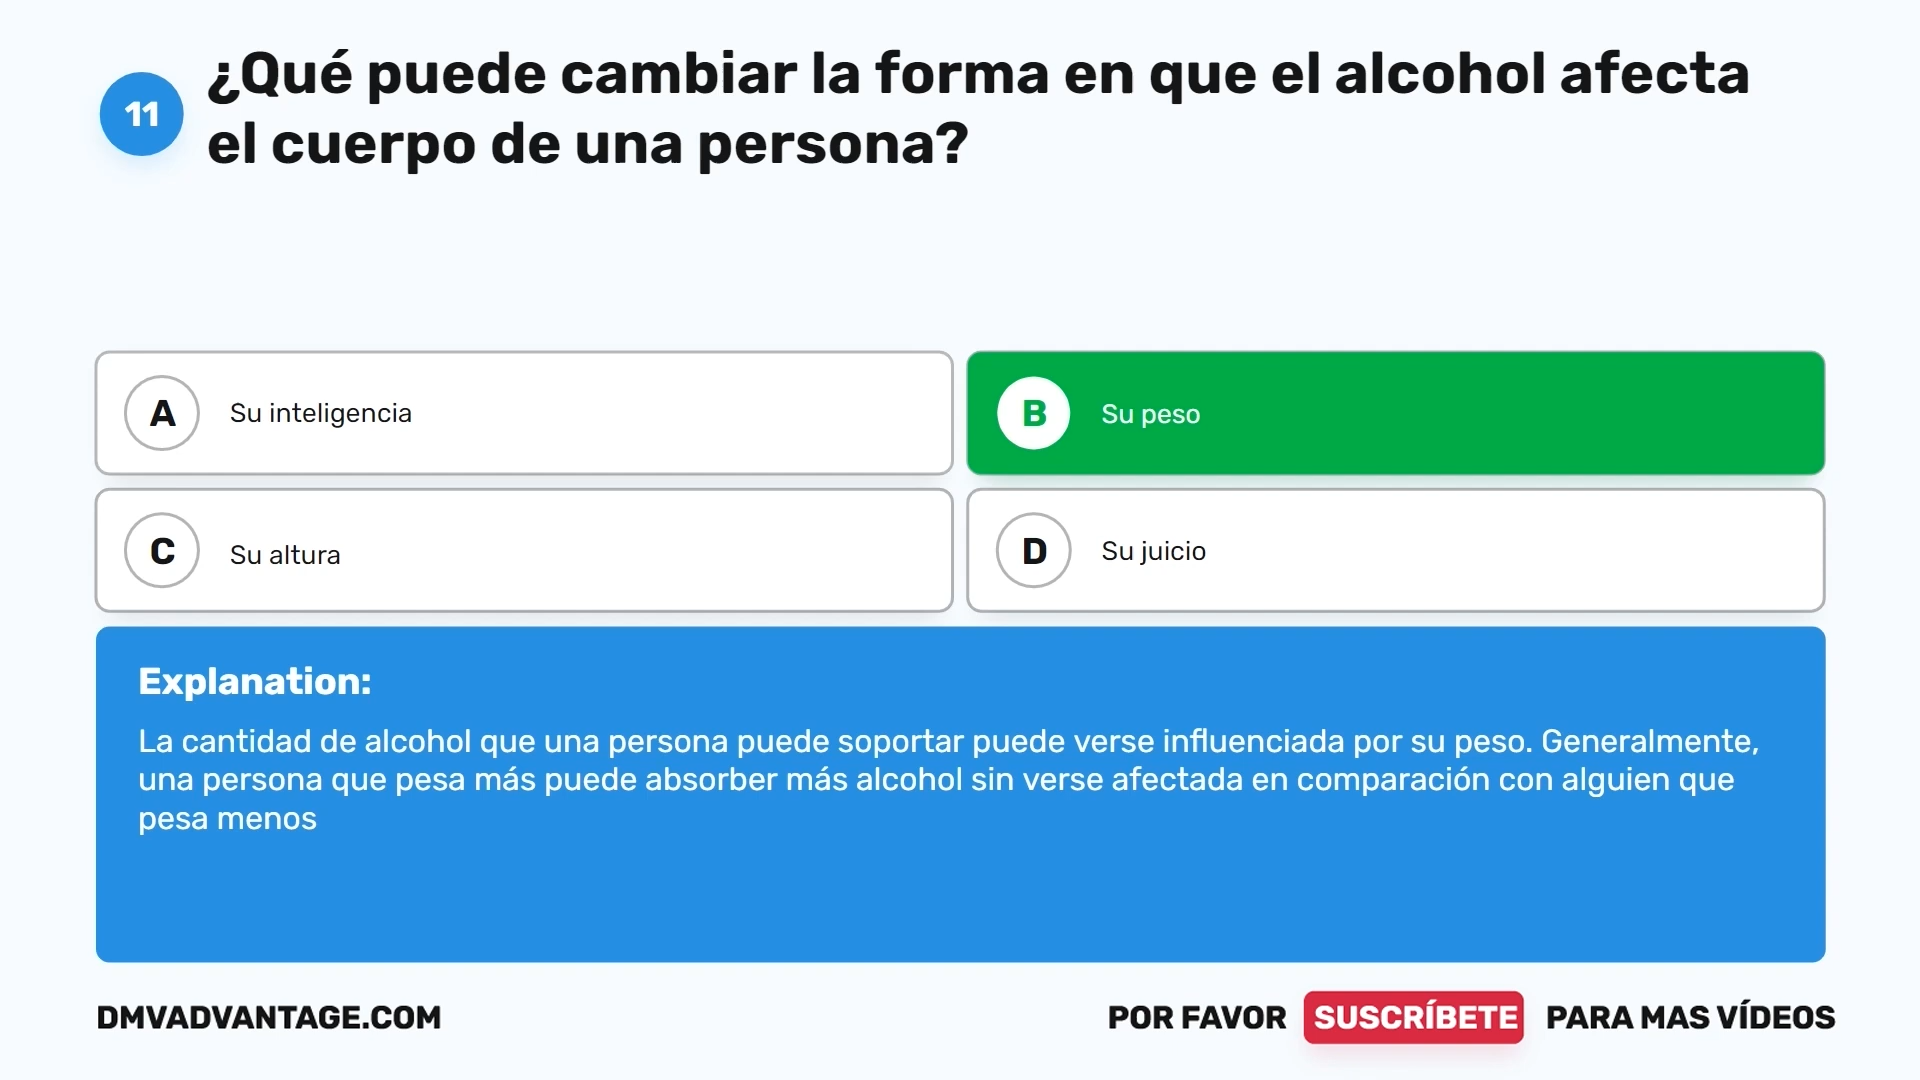 11
¿Qué puede cambiar la forma en que el alcohol afecta
el cuerpo de una persona?
A Su inteligencia
B Su peso
C Su altura
D Su juicio
Explanation:
La cantidad de alcohol que una persona puede soportar puede verse influenciada por su peso. Generalmente,
una persona que pesa más puede absorber más alcohol sin verse afectada en comparación con alguien que
pesa menos
DMVADVANTAGE.COM
POR FAVOR SUSCRÍBETE PARA MAS VÍDEOS